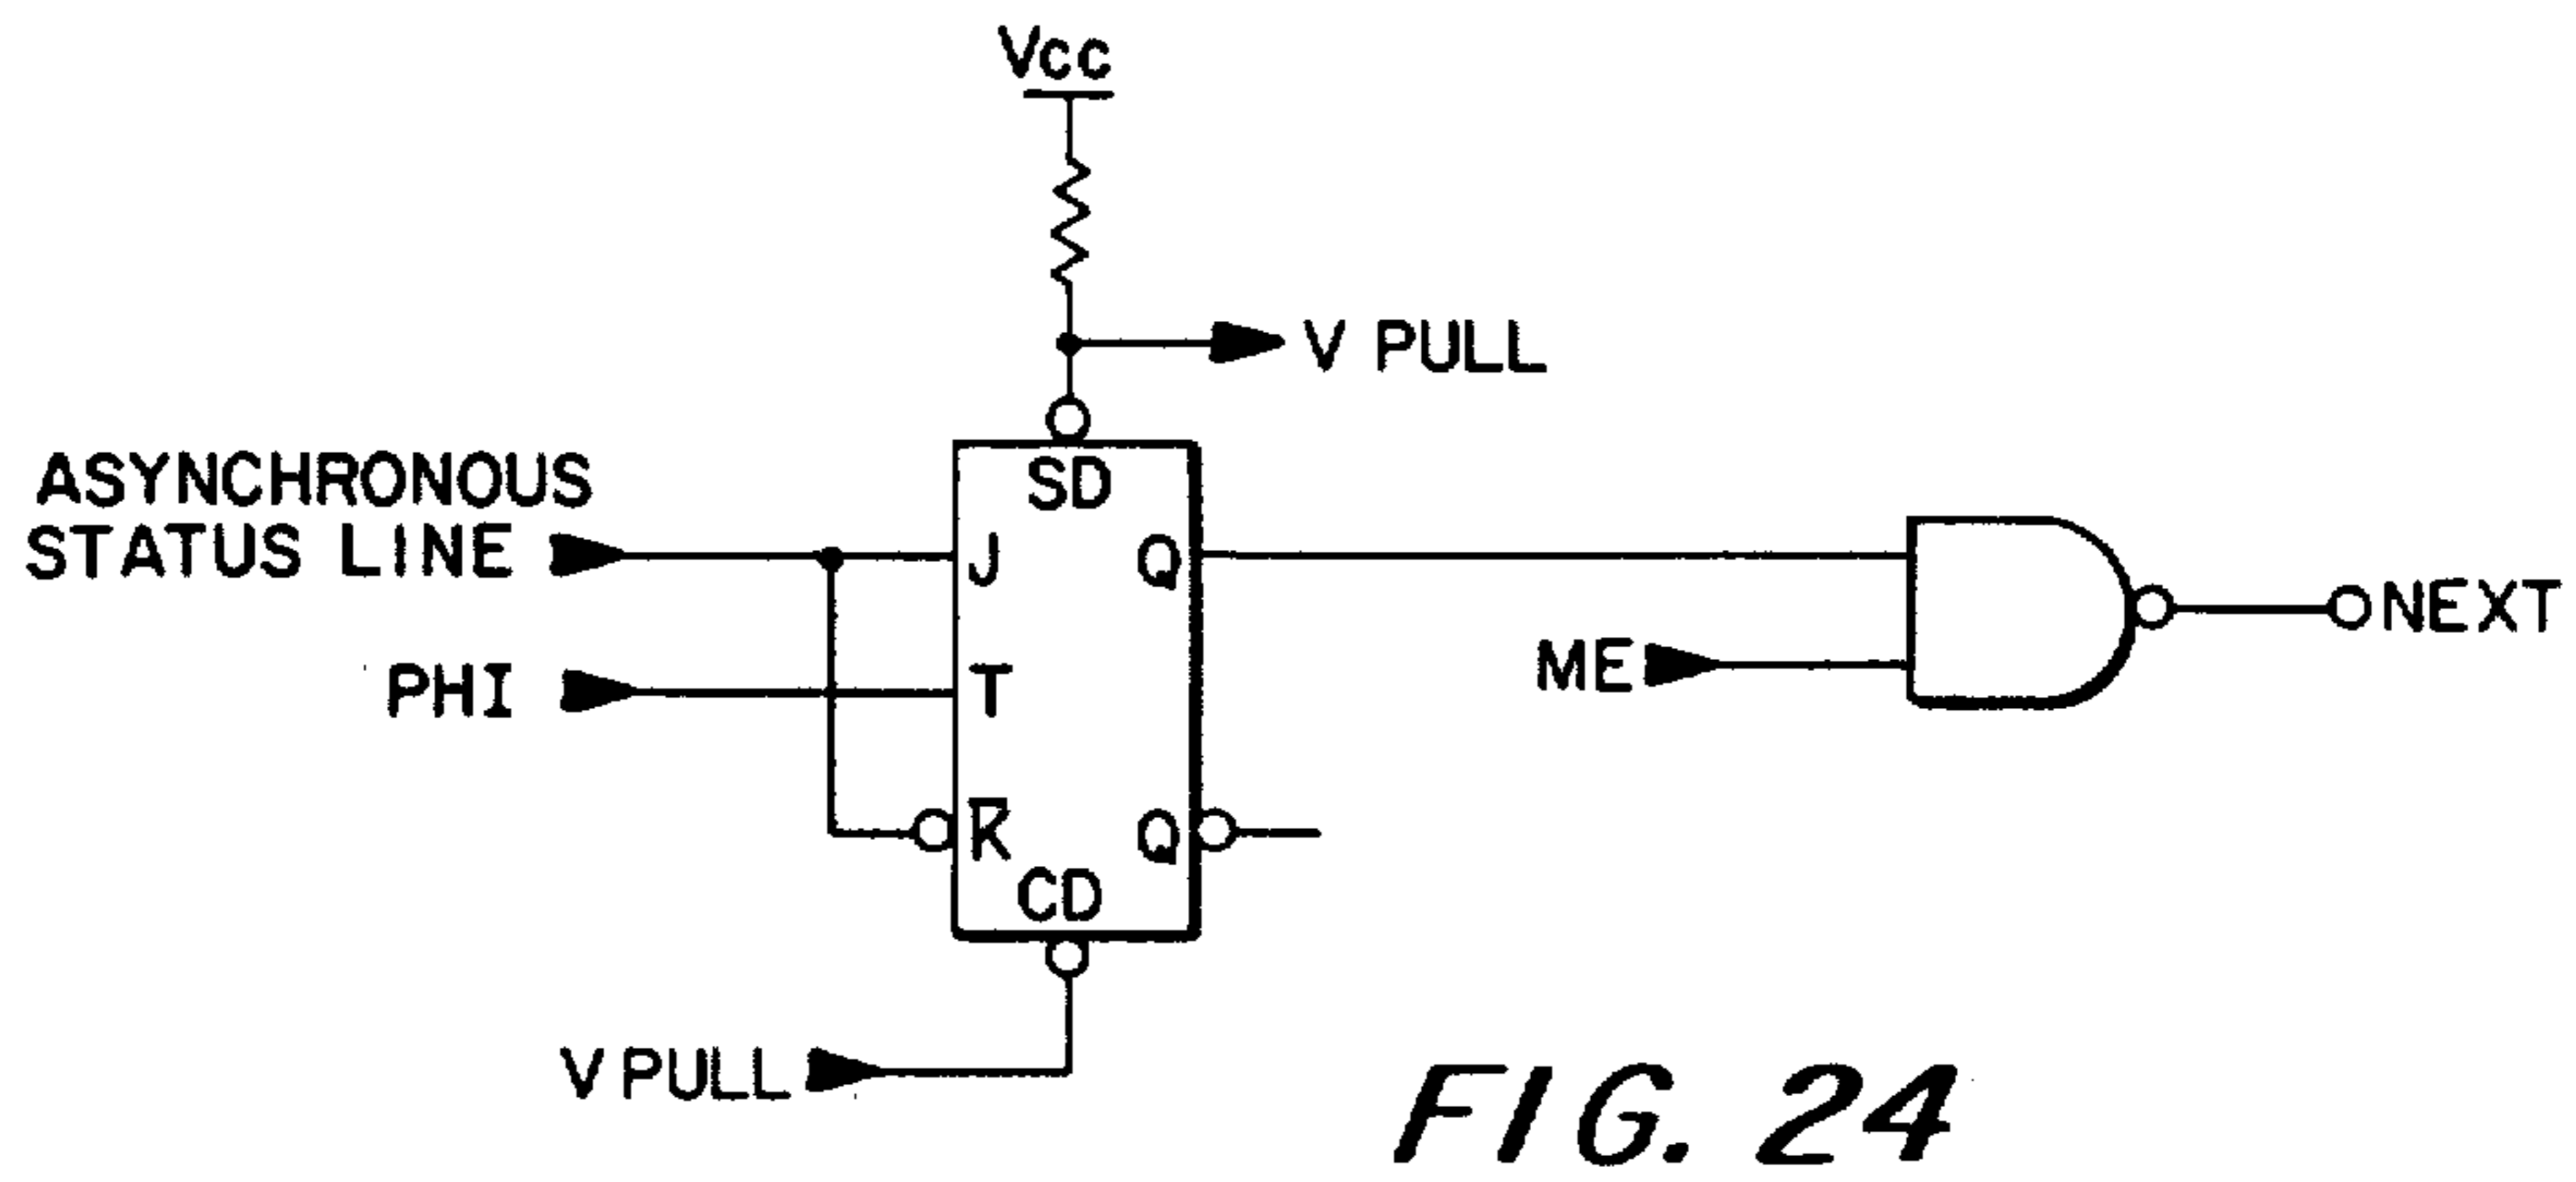 Vcc
V PULL
ASYNCHRONOUS
STATUS LINE
SD
J
Q
PHI
T
ME
NEXT
K̅
Q
CD
V PULL
FIG. 24